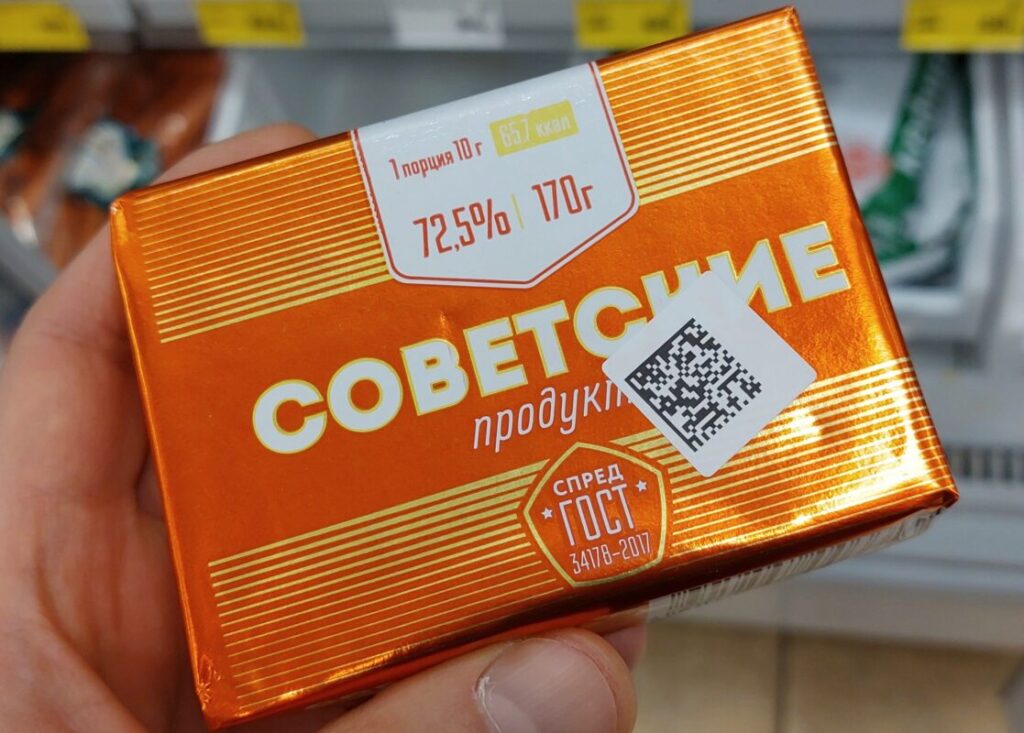 1 порция 10 г 65,7 ккал
72,5% 170г
СОВЕТСКИЕ
продукт
СПРЕД
ГОСТ
34178-2017